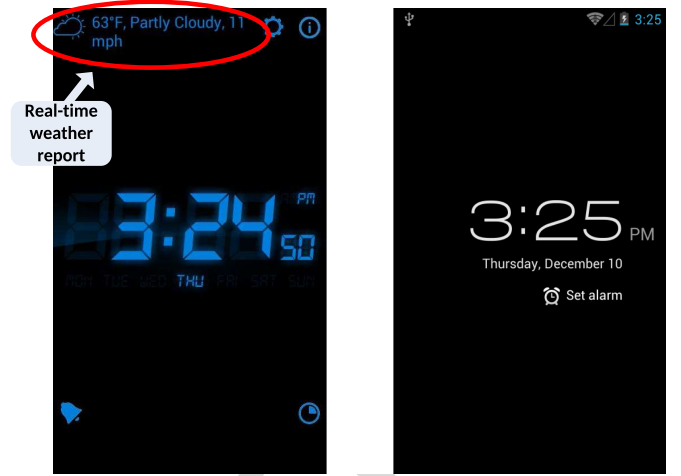 63°F, Partly Cloudy, 11
mph
Real-time
weather
report
3:24 PM
50
MON TUE WED THU FRI SAT SUN
3:25
3:25 PM
Thursday, December 10
Set alarm